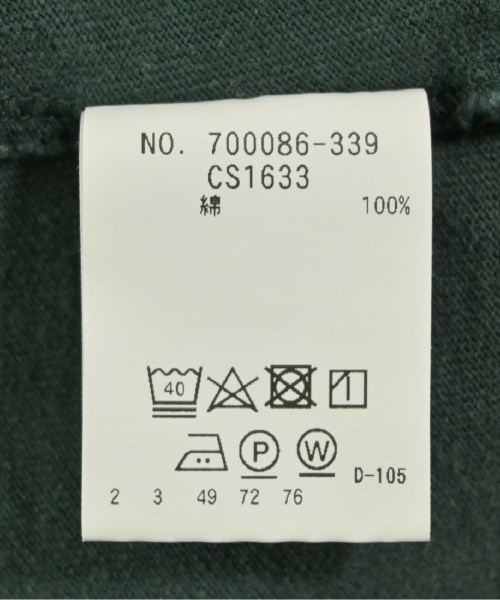 NO. 700086-339
CS1633
綿 100%
40
P W D-105
2 3 49 72 76